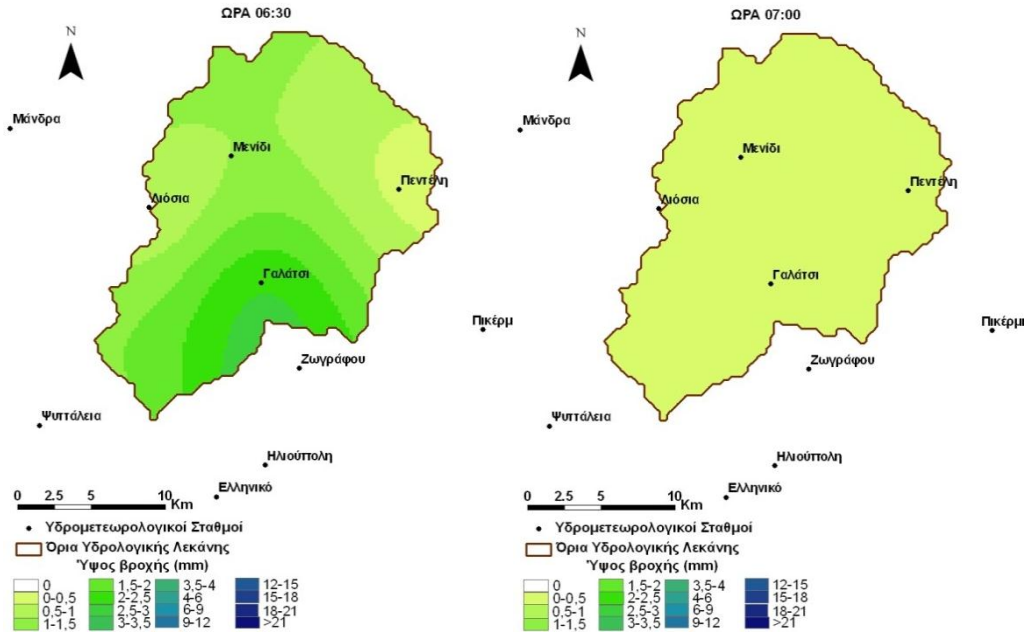 ΩΡΑ 06:30
N
Μάνδρα
Μενίδι
Πεντέλη
Λιόσια
Γαλάτσι
Πικέρμ
Ζωγράφου
Ψυττάλεια
Ηλιούπολη
Ελληνικό
0 2.5 5 10
Km
Υδρομετεωρολογικοί Σταθμοί
Όρια Υδρολογικής Λεκάνης
Ύψος βροχής (mm)
0 1,5-2 3,5-4 12-15
0-0,5 2-2,5 4-6 15-18
0,5-1 2,5-3 6-9 18-21
1-1,5 3-3,5 9-12 >21
ΩΡΑ 07:00
N
Μάνδρα
Μενίδι
Πεντέλη
Λιόσια
Γαλάτσι
Πικέρμι
Ζωγράφου
Ψυττάλεια
Ηλιούπολη
Ελληνικό
0 2.5 5 10
Km
Υδρομετεωρολογικοί Σταθμοί
Όρια Υδρολογικής Λεκάνης
Ύψος βροχής (mm)
0 1,5-2 3,5-4 12-15
0-0,5 2-2,5 4-6 15-18
0,5-1 2,5-3 6-9 18-21
1-1,5 3-3,5 9-12 >21